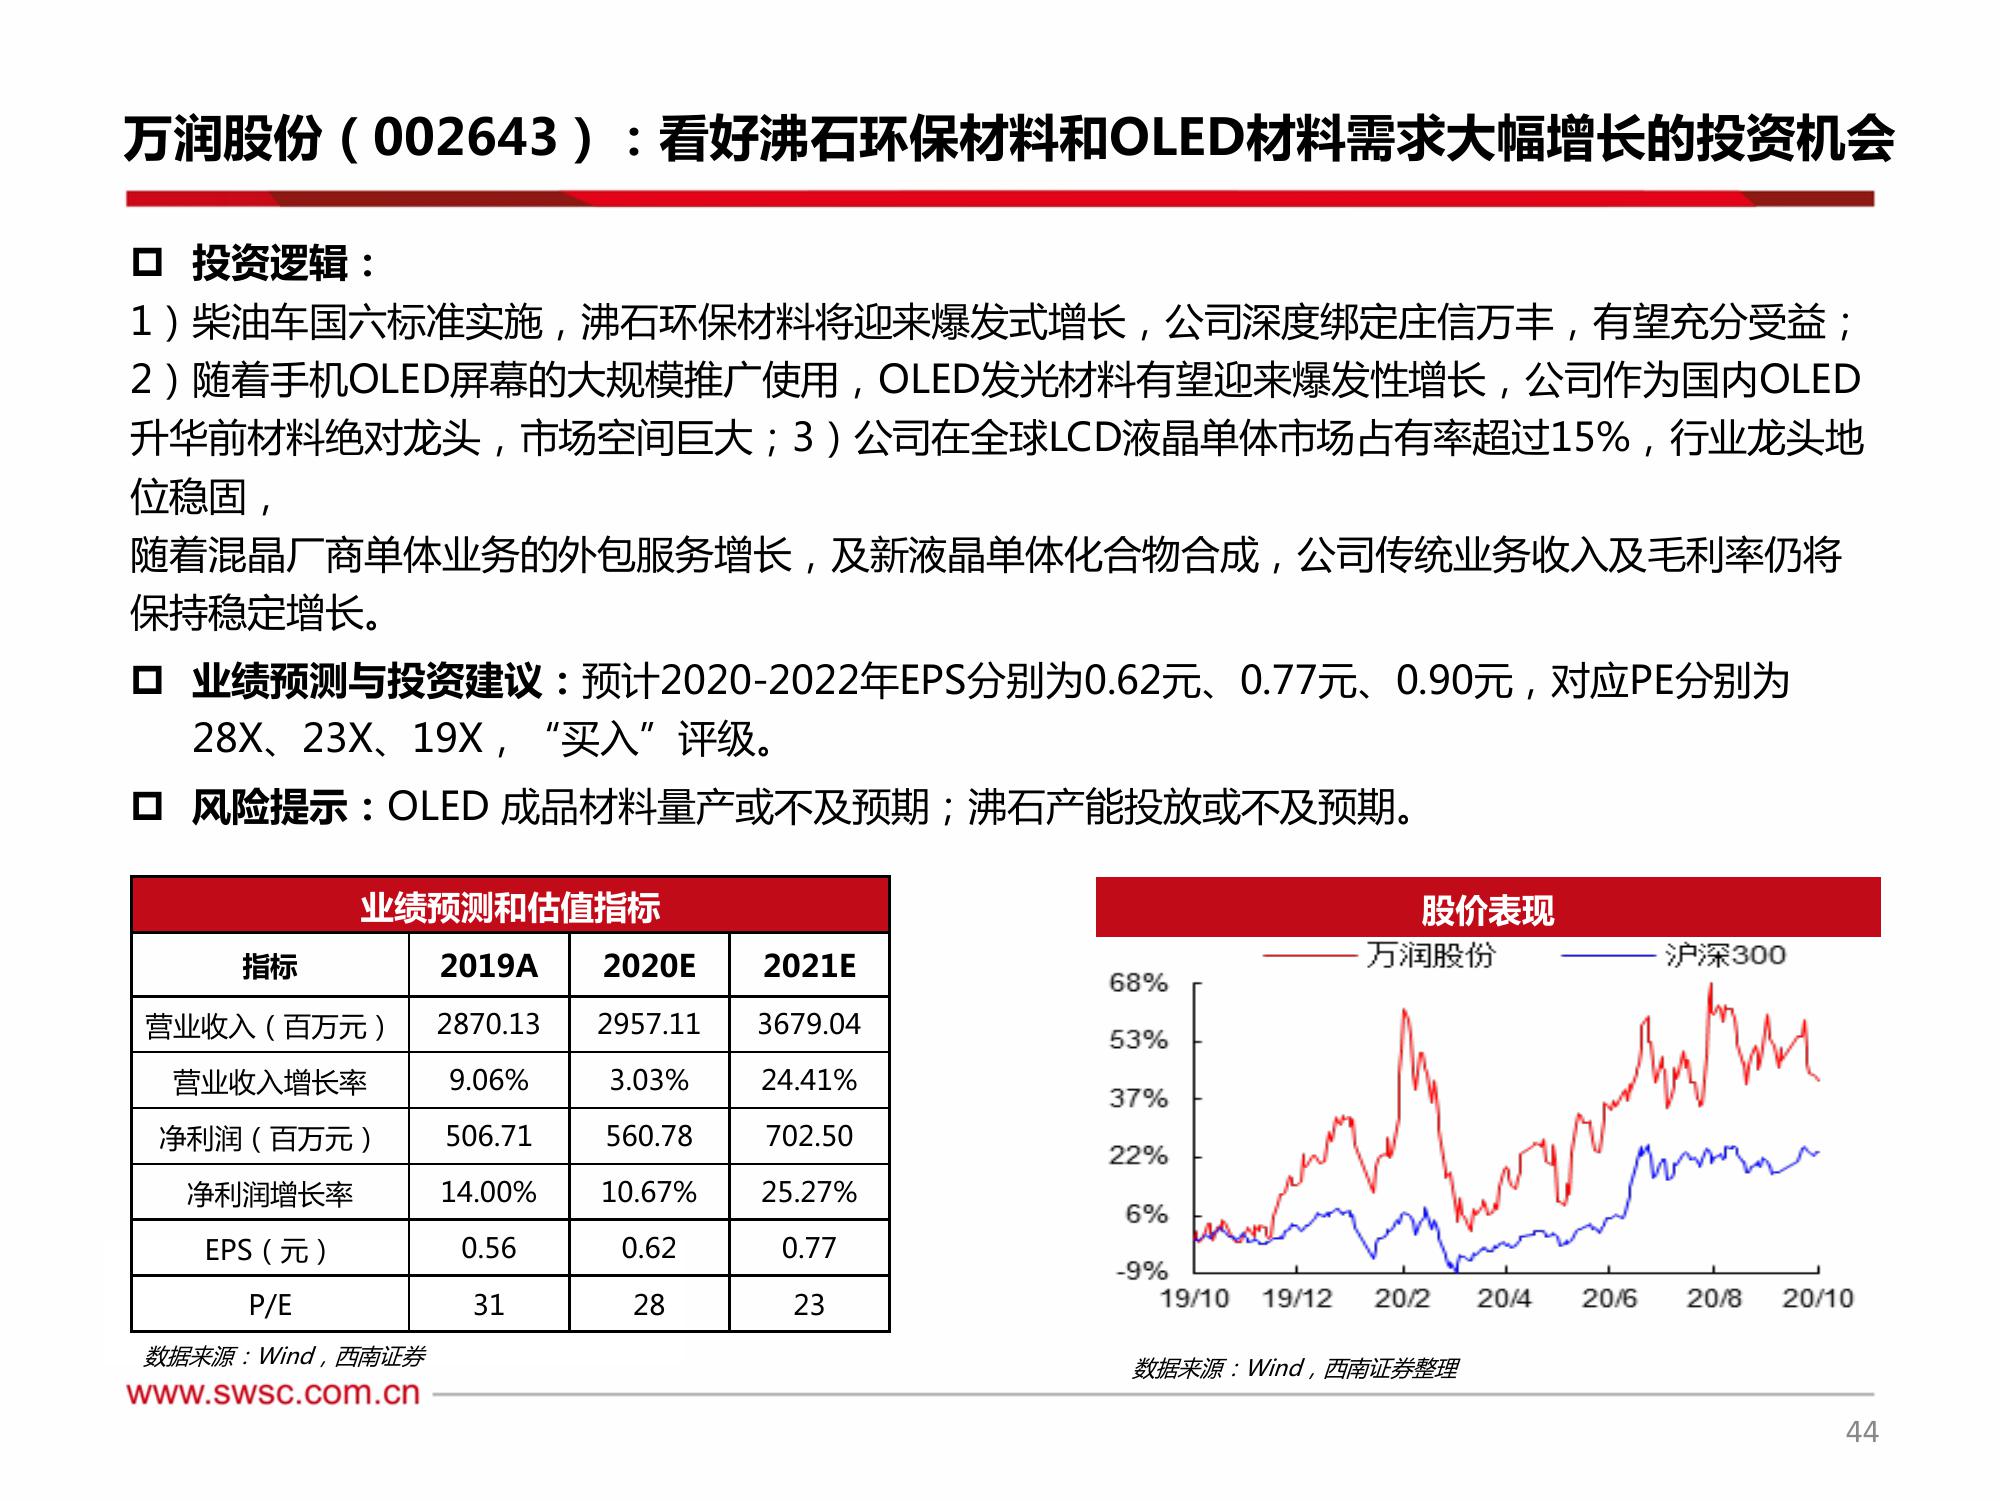 万润股份（002643）：看好沸石环保材料和OLED材料需求大幅增长的投资机会
投资逻辑：
1）柴油车国六标准实施，沸石环保材料将迎来爆发式增长，公司深度绑定庄信万丰，有望充分受益；
2）随着手机OLED屏幕的大规模推广使用，OLED发光材料有望迎来爆发性增长，公司作为国内OLED
升华前材料绝对龙头，市场空间巨大；3）公司在全球LCD液晶单体市场占有率超过15%，行业龙头地
位稳固，
随着混晶厂商单体业务的外包服务增长，及新液晶单体化合物合成，公司传统业务收入及毛利率仍将
保持稳定增长。
业绩预测与投资建议：预计2020-2022年EPS分别为0.62元、0.77元、0.90元，对应PE分别为
28X、23X、19X，“买入”评级。
风险提示：OLED 成品材料量产或不及预期；沸石产能投放或不及预期。
业绩预测和估值指标
指标 2019A 2020E 2021E
营业收入（百万元） 2870.13 2957.11 3679.04
营业收入增长率 9.06% 3.03% 24.41%
净利润（百万元） 506.71 560.78 702.50
净利润增长率 14.00% 10.67% 25.27%
EPS（元） 0.56 0.62 0.77
P/E 31 28 23
数据来源：Wind，西南证券
股价表现
万润股份 沪深300
68%
53%
37%
22%
6%
-9%
19/10 19/12 20/2 20/4 20/6 20/8 20/10
数据来源：Wind，西南证券整理
www.swsc.com.cn
44